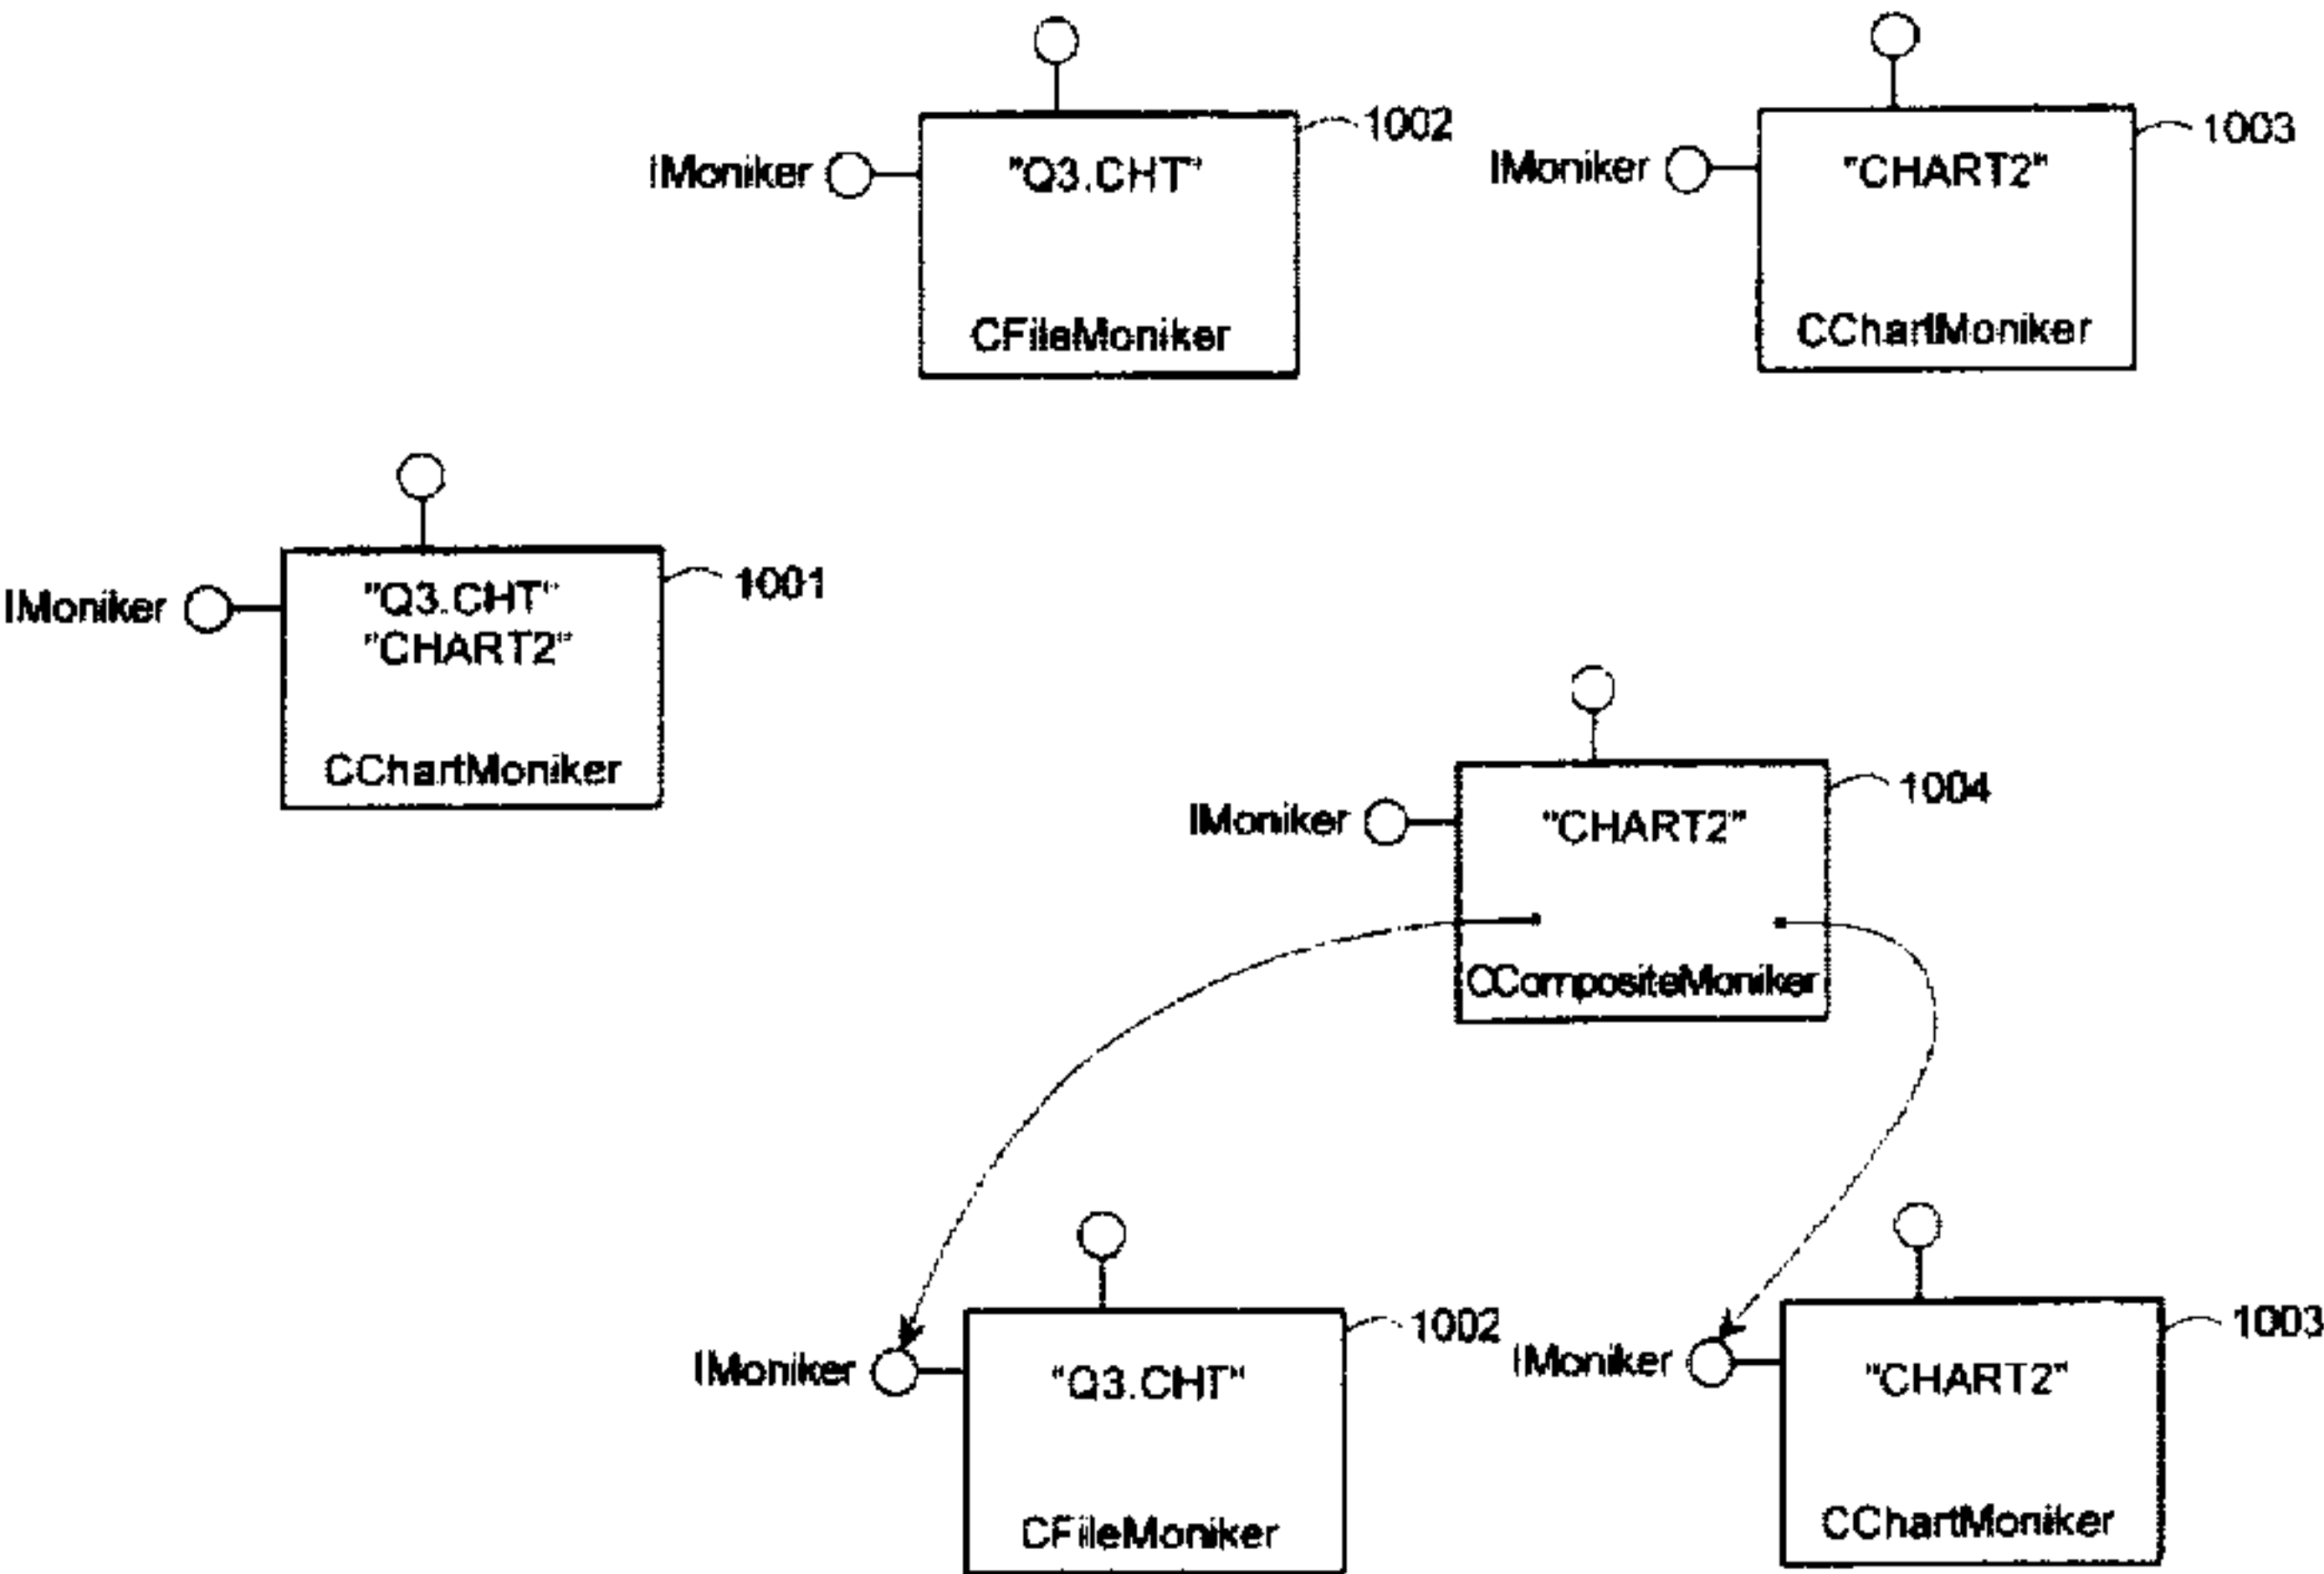 1002
1003
IMoniker
"Q3.CHT"
IMoniker
"CHART2"
CFileMoniker
CChartMoniker
1001
IMoniker
"Q3.CHT"
"CHART2"
CChartMoniker
1004
IMoniker
"CHART2"
CCompositeMoniker
1002
1003
IMoniker
"Q3.CHT"
IMoniker
"CHART2"
CFileMoniker
CChartMoniker